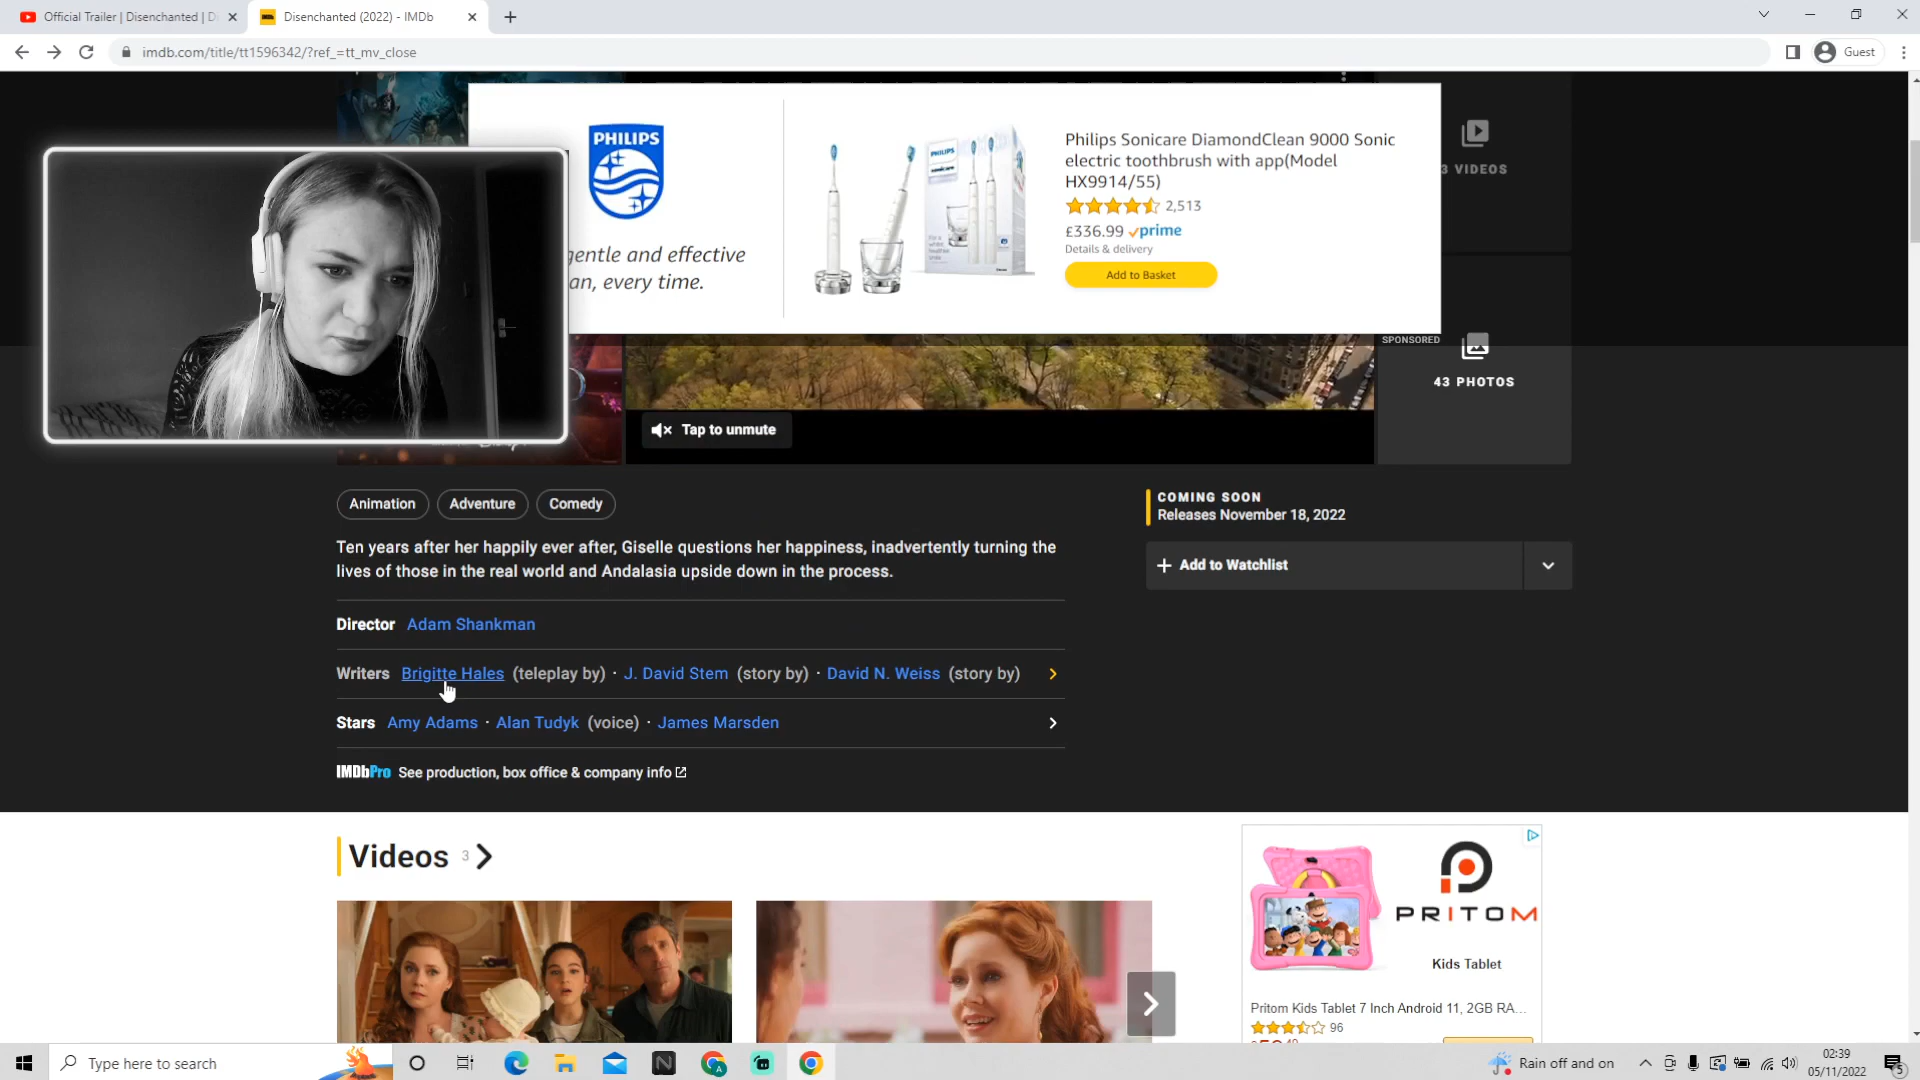 Official Trailer | Disenchanted | D
Disenchanted (2022) - IMDb
imdb.com/title/tt1596342/?ref_=tt_mv_close
Guest
PHILIPS
gentle and effective
an, every time.
PHILIPS
sonicare
Philips Sonicare DiamondClean 9000 Sonic
electric toothbrush with app(Model
HX9914/55)
2,513
£336.99 prime
Details & delivery
Add to Basket
3 VIDEOS
SPONSORED
43 PHOTOS
Tap to unmute
Animation
Adventure
Comedy
COMING SOON
Releases November 18, 2022
Ten years after her happily ever after, Giselle questions her happiness, inadvertently turning the
lives of those in the real world and Andalasia upside down in the process.
+ Add to Watchlist
Director Adam Shankman
Writers Brigitte Hales (teleplay by) · J. David Stem (story by) · David N. Weiss (story by)
Stars Amy Adams · Alan Tudyk (voice) · James Marsden
IMDbPro See production, box office & company info
Videos 3
PRITOM
Kids Tablet
Pritom Kids Tablet 7 Inch Android 11, 2GB RA...
96
Type here to search
Rain off and on
02:39
05/11/2022
5